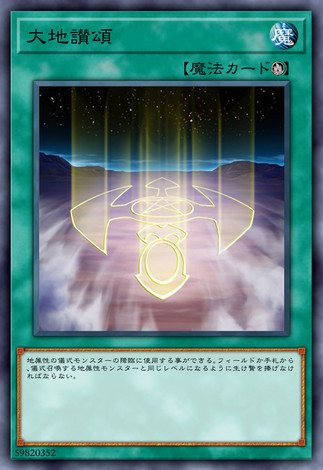 大地讃頌
魔
【魔法カード】
地属性の儀式モンスターの降臨に使用する事ができる。フィールドか手札から
、儀式召喚する地属性モンスターと同じレベルになるように生け贄を捧げなけ
ればならない。
59820352